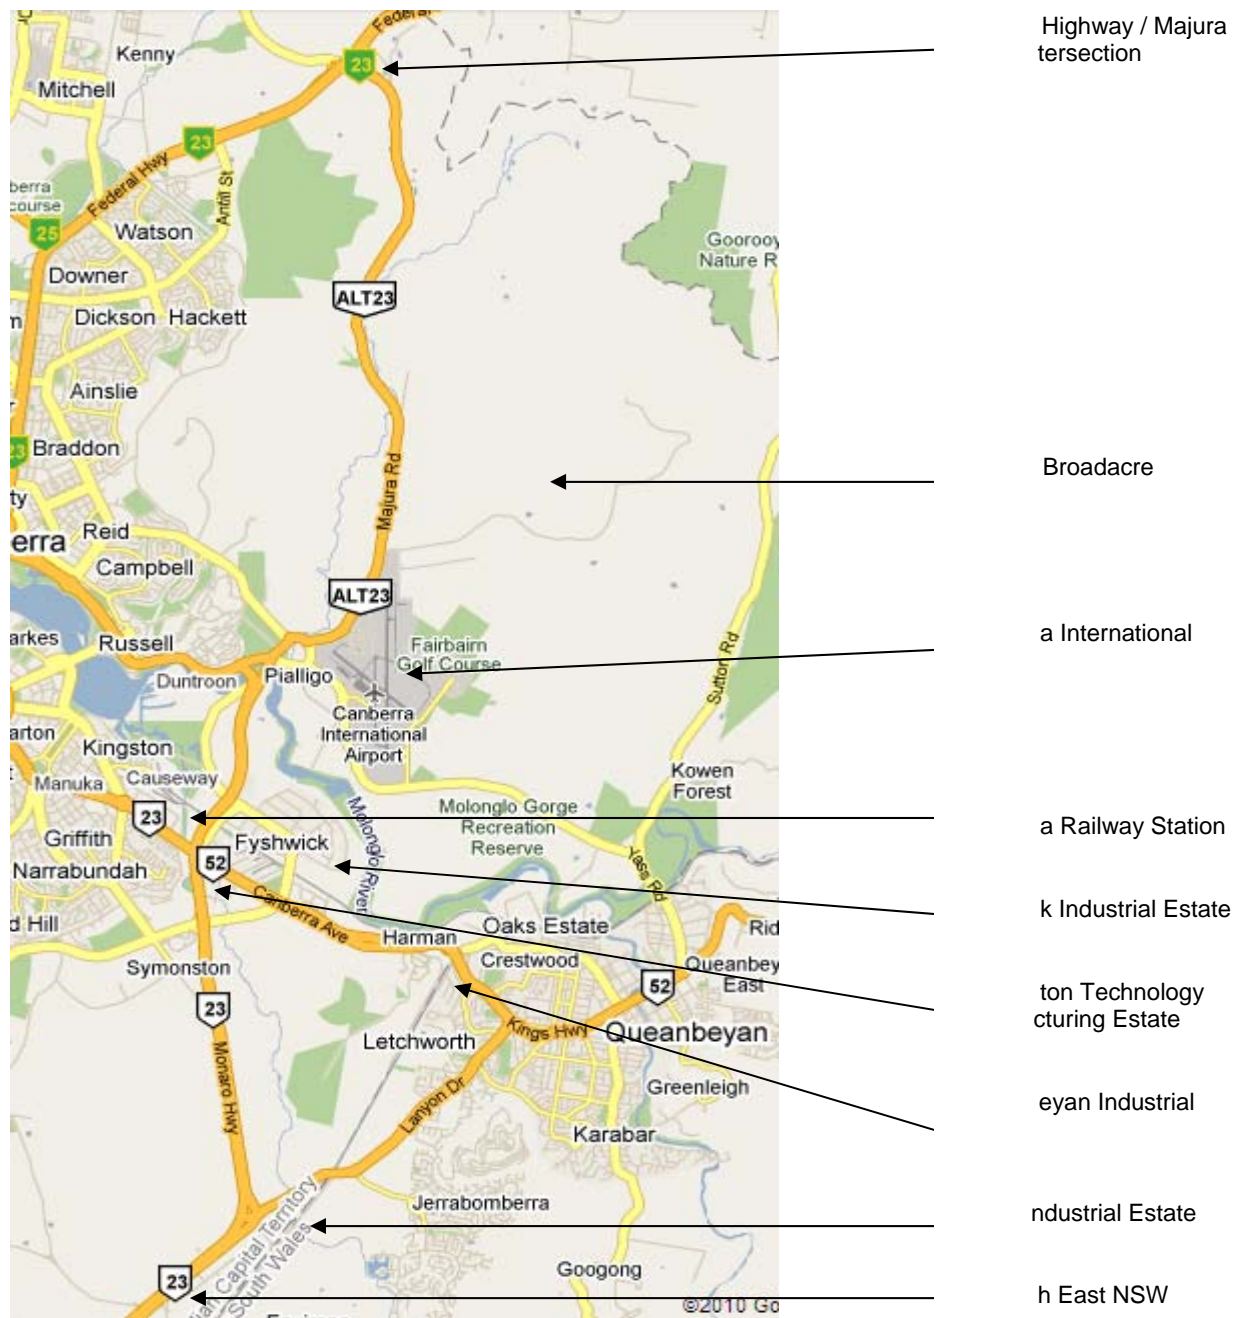 Federal
Highway / Majura
tersection
Kenny
23
Mitchell
23
Federal Hwy
Antill St
berra
course
25
Watson
Goorooy
Nature R
Downer
ALT23
m
Dickson
Hackett
Ainslie
23
Braddon
Majura Rd
Broadacre
ty
Reid
erra
Campbell
ALT23
arkes
Russell
Fairbairn
Golf Course
a International
Duntroon
Pialligo
Sutton Rd
Canberra
International
Airport
arton
Kingston
Manuka
Causeway
Kowen
Forest
23
Molonglo River
Molonglo Gorge
Recreation
Reserve
a Railway Station
Griffith
Fyshwick
52
Yass Rd
Narrabundah
Canberra Ave
k Industrial Estate
d Hill
Harman
Oaks Estate
Rid
Crestwood
Symonston
Queanbey
East
52
ton Technology
cturing Estate
23
Kings Hwy
Queanbeyan
Letchworth
Monaro Hwy
Lanyon Dr
Greenleigh
eyan Industrial
Karabar
Jerrabomberra
ndustrial Estate
lian Capital Territory
South Wales
23
Googong
h East NSW
©2010 Go